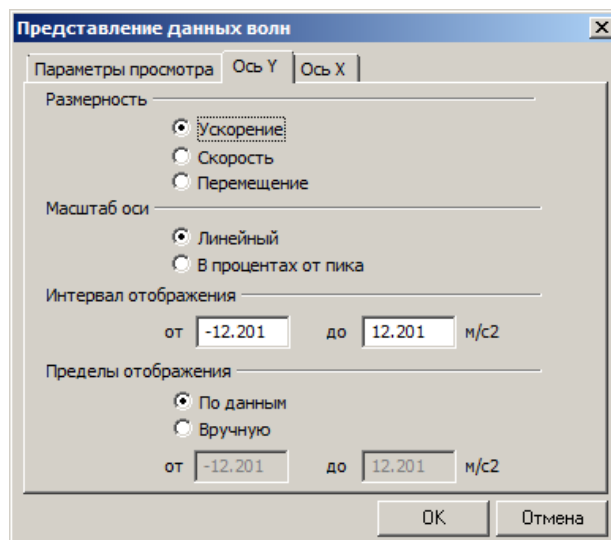 Представление данных волн
Параметры просмотра Ось Y Ось X
Размерность
Ускорение
Скорость
Перемещение
Масштаб оси
Линейный
В процентах от пика
Интервал отображения
от -12.201 до 12.201 м/с2
Пределы отображения
По данным
Вручную
от -12.201 до 12.201 м/с2
OK Отмена